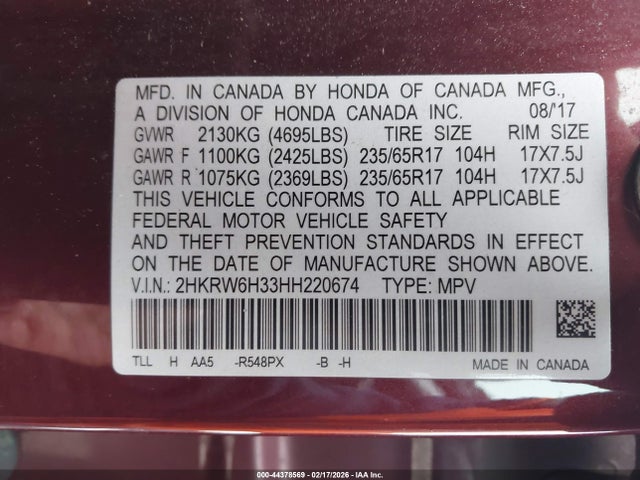 MFD. IN CANADA BY HONDA OF CANADA MFG.,
A DIVISION OF HONDA CANADA INC. 08/'17
GVWR 2130KG (4695LBS) TIRE SIZE RIM SIZE
GAWR F 1100KG (2425LBS) 235/65R17 104H 17X7.5J
GAWR R 1075KG (2369LBS) 235/65R17 104H 17X7.5J
THIS VEHICLE CONFORMS TO ALL APPLICABLE
FEDERAL MOTOR VEHICLE SAFETY
AND THEFT PREVENTION STANDARDS IN EFFECT
ON THE DATE OF MANUFACTURE SHOWN ABOVE.
V.I.N.: 2HKRW6H33HH220674 TYPE: MPV
TLL H AA5 -R548PX -B -H MADE IN CANADA
000-44378569 - 02/17/2026 - IAA Inc.